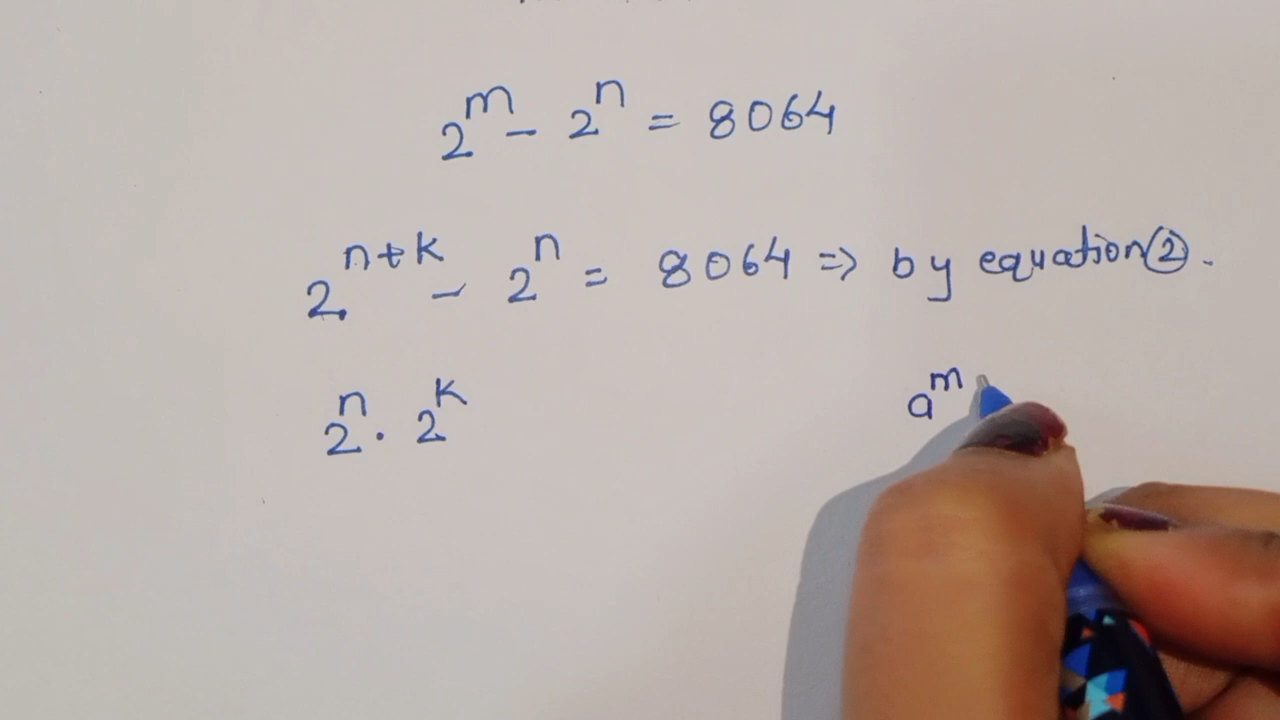 2^m - 2^n = 8064
2^n+k - 2^n = 8064 => by equation ②.
2^n . 2^k a^m